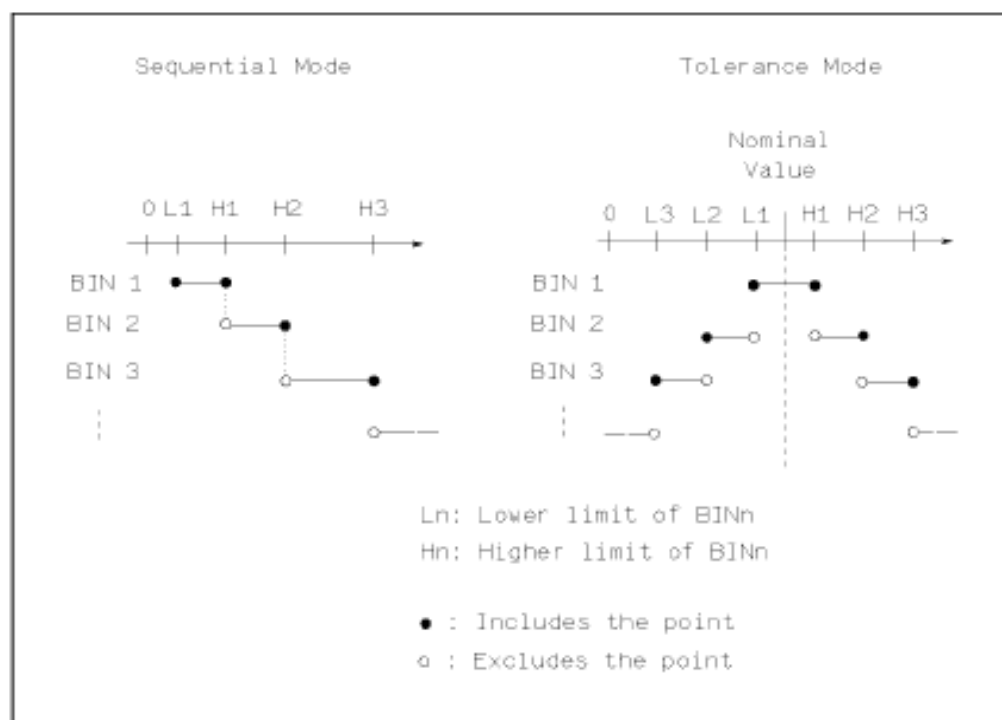 Sequential Mode
Tolerance Mode
Nominal
Value
0 L1 H1 H2 H3
0 L3 L2 L1 H1 H2 H3
BIN 1
BIN 1
BIN 2
BIN 2
BIN 3
BIN 3
Ln: Lower limit of BINn
Hn: Higher limit of BINn
: Includes the point
: Excludes the point